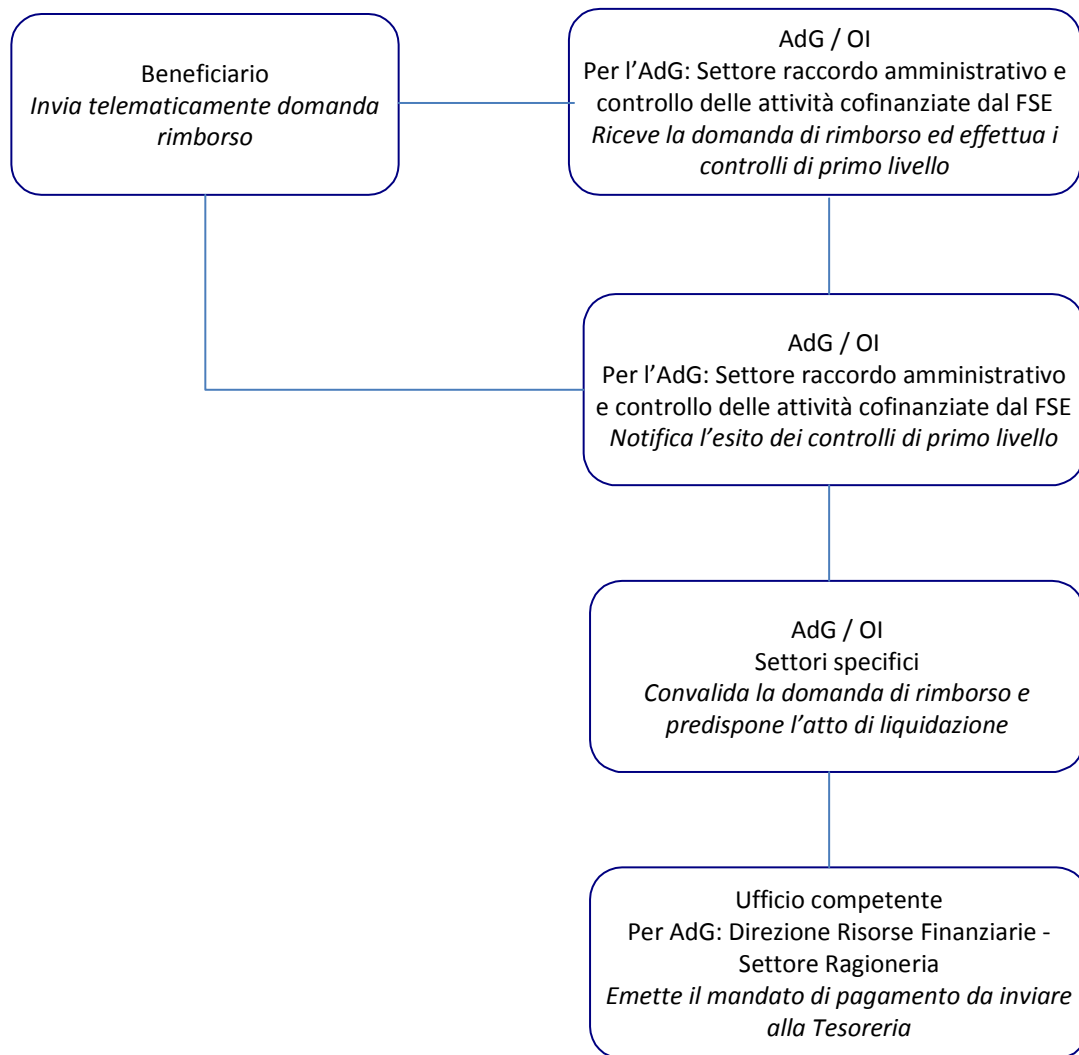 Beneficiario
Invia telematicamente domanda
rimborso
AdG / OI
Per l’AdG: Settore raccordo amministrativo e
controllo delle attività cofinanziate dal FSE
Riceve la domanda di rimborso ed effettua i
controlli di primo livello
AdG / OI
Per l’AdG: Settore raccordo amministrativo
e controllo delle attività cofinanziate dal FSE
Notifica l’esito dei controlli di primo livello
AdG / OI
Settori specifici
Convalida la domanda di rimborso e
predispone l’atto di liquidazione
Ufficio competente
Per AdG: Direzione Risorse Finanziarie -
Settore Ragioneria
Emette il mandato di pagamento da inviare
alla Tesoreria